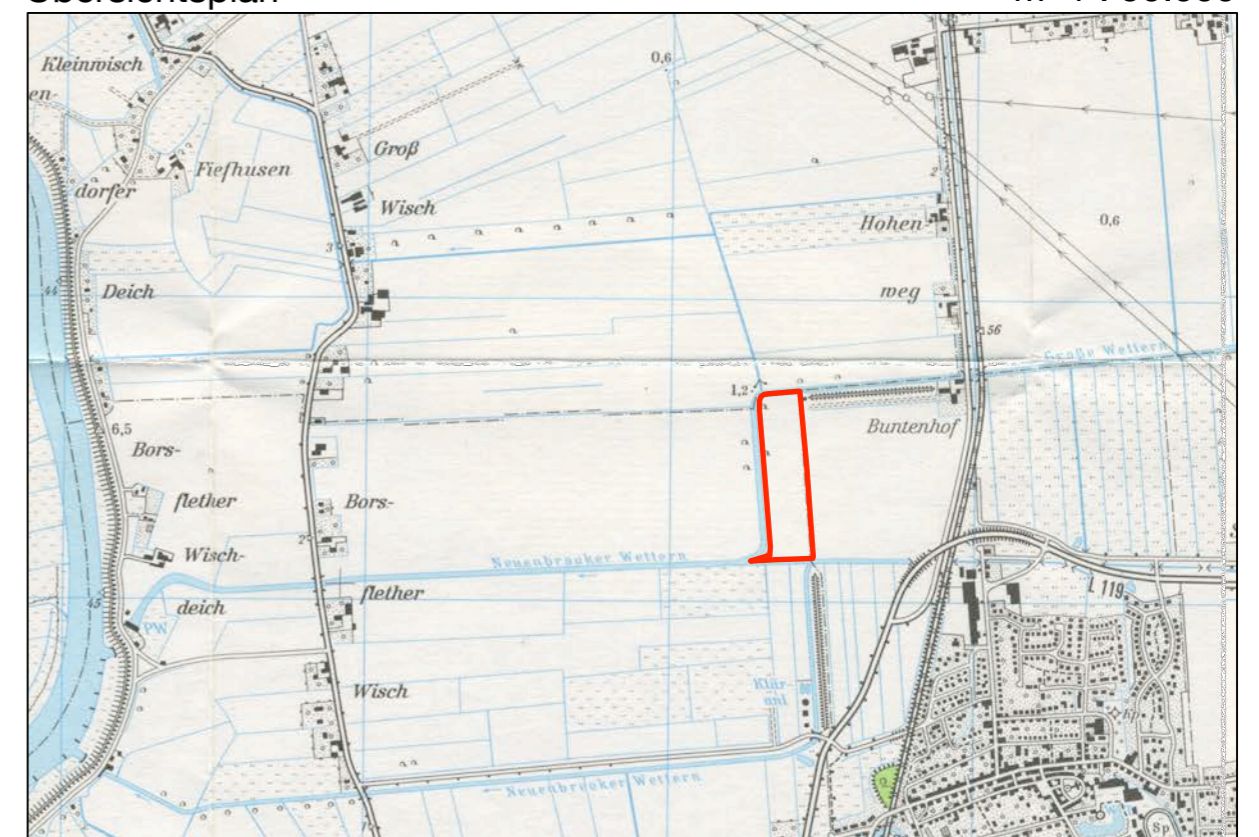 Kleinwisch
en-
0,6
Groß
Fiefhusen
dorfer
Wisch
2
Hohen-
0,6
3
44
Deich
weg
56
Große Wettern
1,2
6,5
Buntenhof
Bors-
flether
Bors-
2
Wisch-
Neuenbrooker Wettern
L 119
45
deich
flether
PW
Wisch
Klär-
anl
Neuenbrooker Wettern
Sp